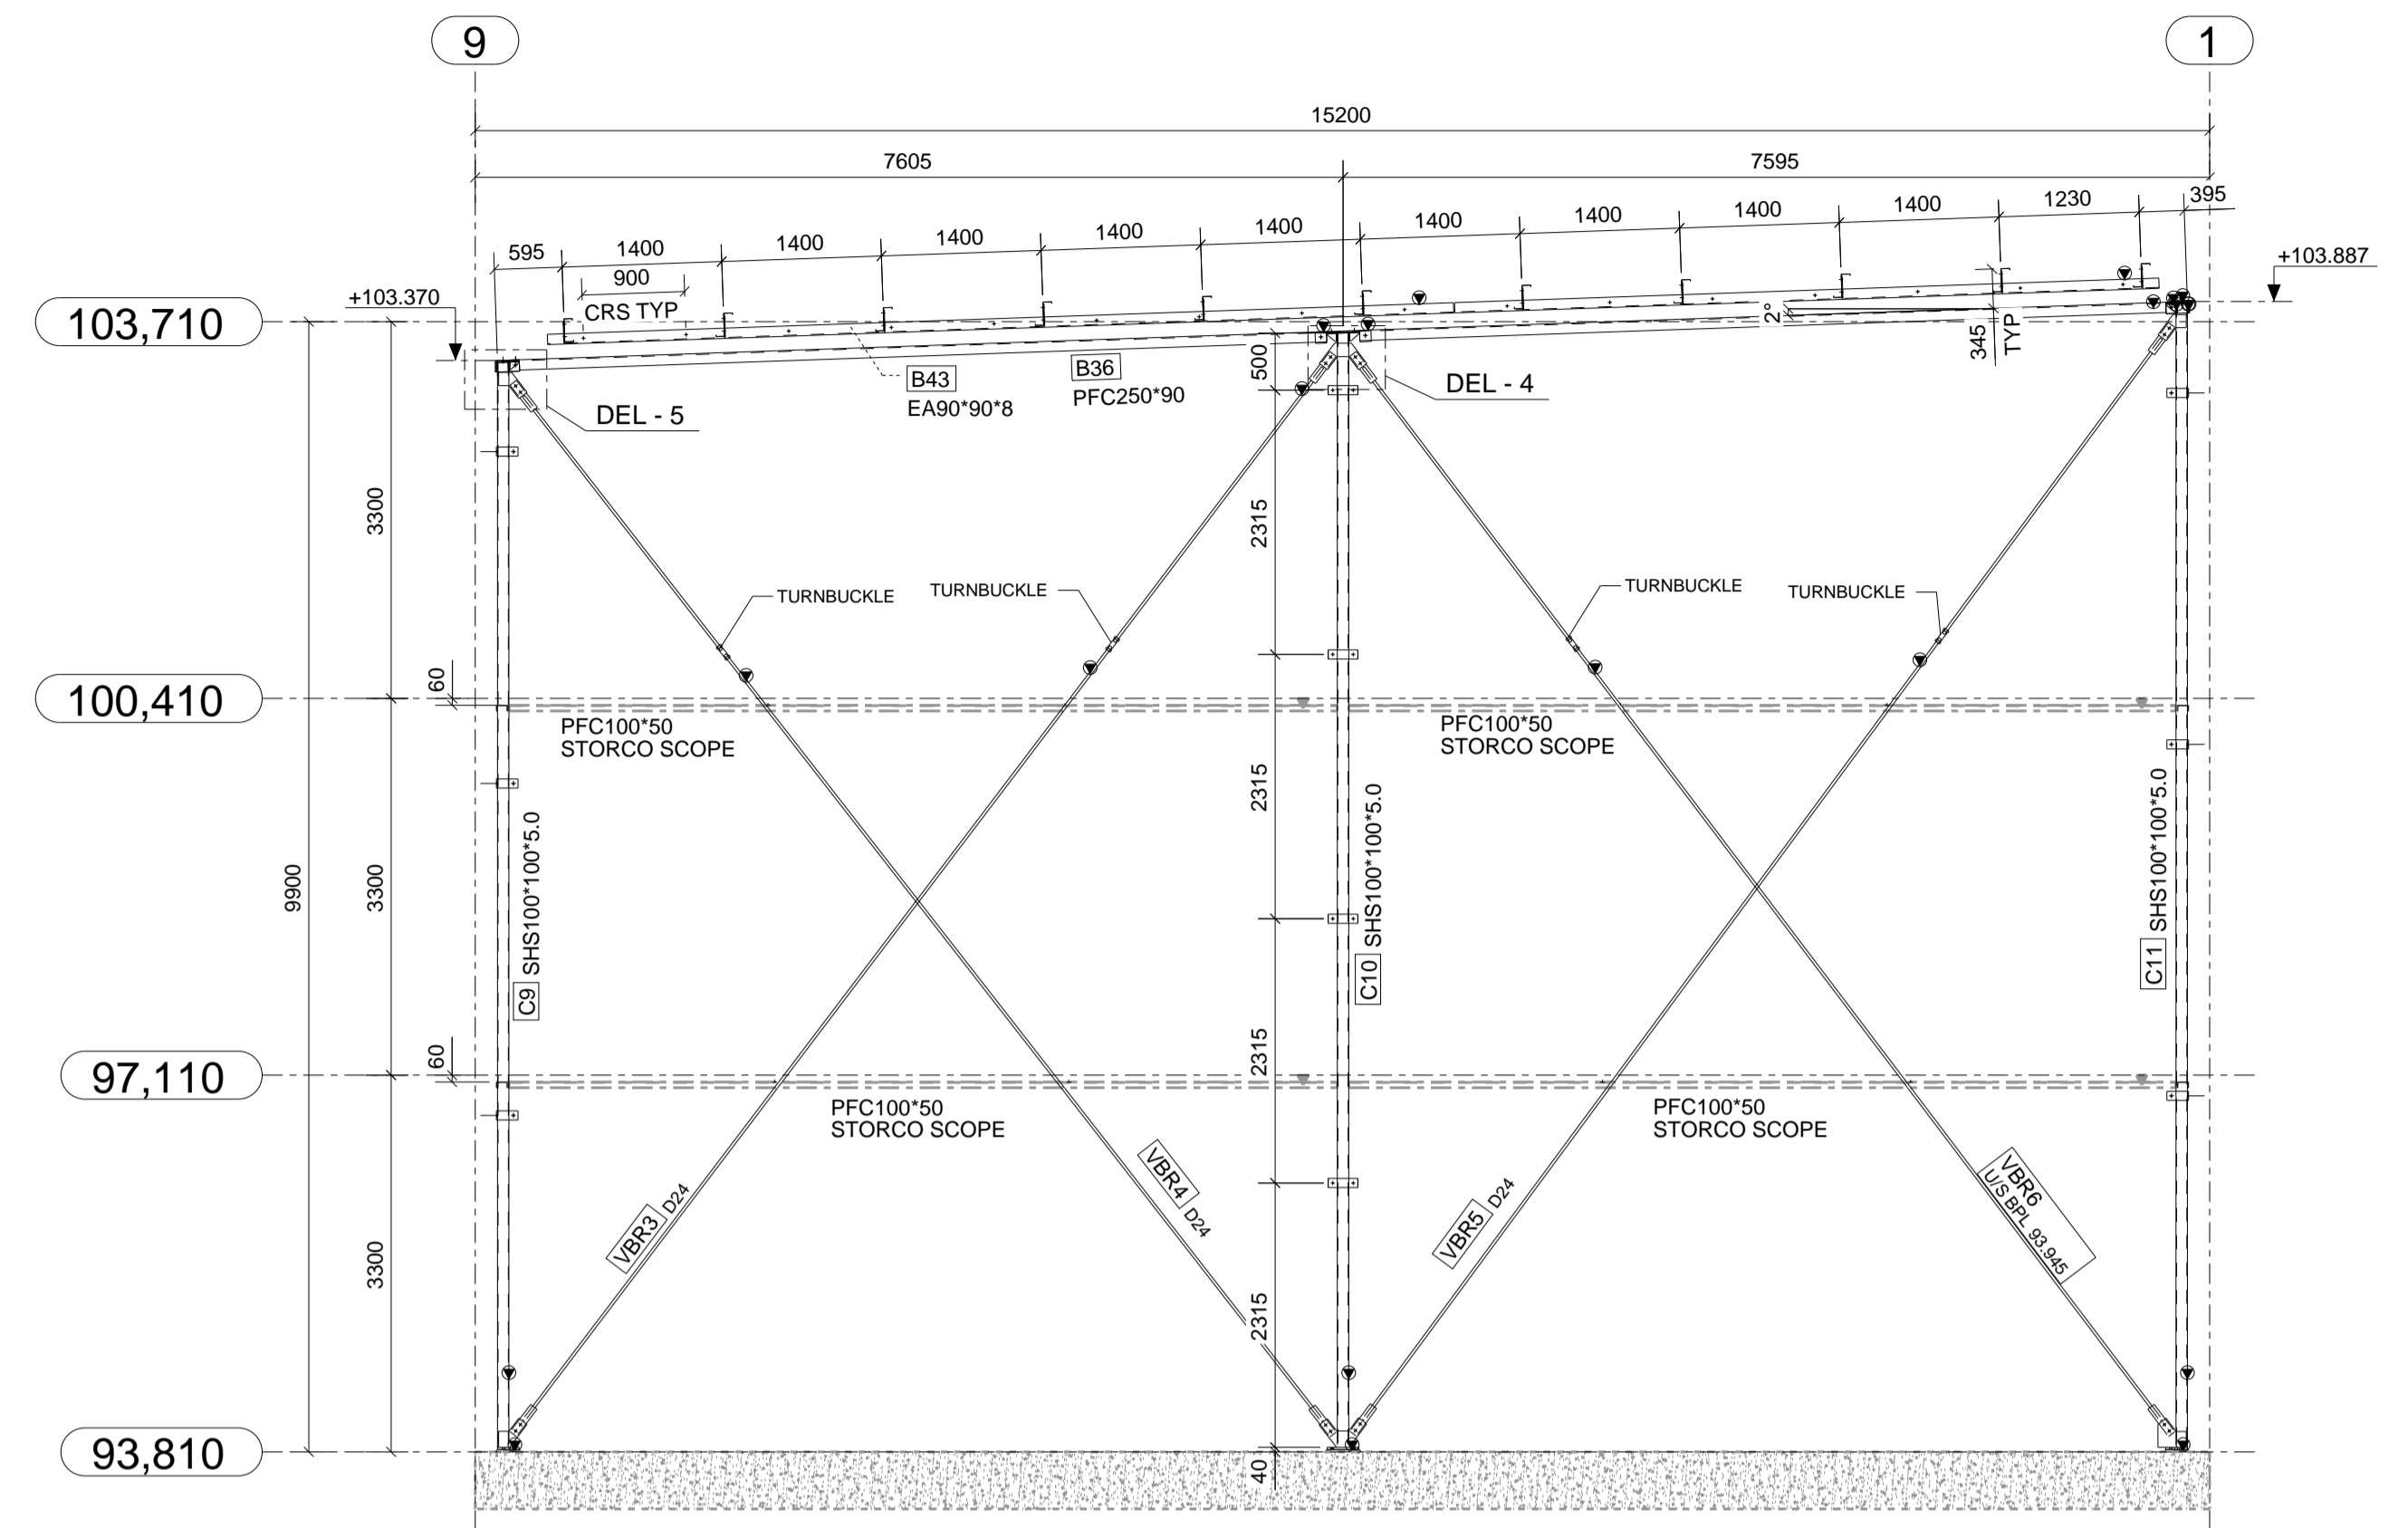 9
1
15200
7605
7595
595
1400
1400
1400
1400
1400
1400
1400
1400
1400
1230
395
900
CRS TYP
+103.370
+103.887
103,710
B43
EA90*90*8
B36
PFC250*90
DEL - 5
DEL - 4
500
2°
345
TYP
3300
2315
TURNBUCKLE
TURNBUCKLE
TURNBUCKLE
TURNBUCKLE
100,410
60
PFC100*50
STORCO SCOPE
PFC100*50
STORCO SCOPE
2315
9900
3300
C9 SHS100*100*5.0
C10 SHS100*100*5.0
C11 SHS100*100*5.0
97,110
60
2315
PFC100*50
STORCO SCOPE
PFC100*50
STORCO SCOPE
3300
VBR3 D24
VBR4 D24
VBR5 D24
VBR6
U/S BPL 93.945
2315
93,810
40